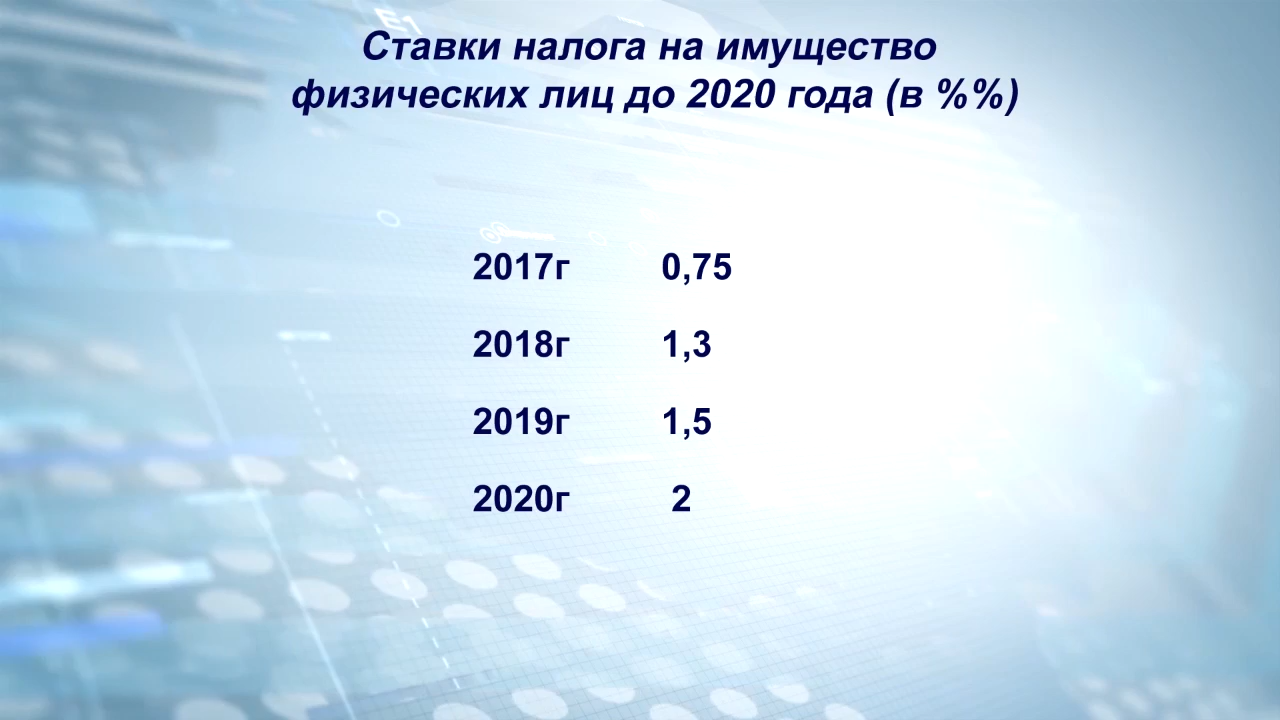 Ставки налога на имущество
физических лиц до 2020 года (в %%)
2017г 0,75
2018г 1,3
2019г 1,5
2020г 2